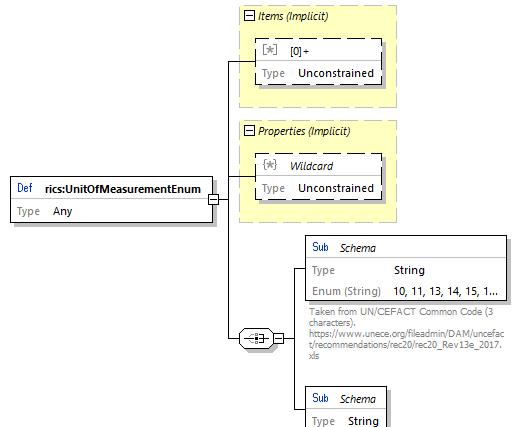 Items (Implicit)
[*] [0]+
Type Unconstrained
Properties (Implicit)
{*} Wildcard
Type Unconstrained
Def rics:UnitOfMeasurementEnum
Type Any
Sub Schema
Type String
Enum (String) 10, 11, 13, 14, 15, 1...
Taken from UN/CEFACT Common Code (3
characters).
https://www.unece.org/fileadmin/DAM/uncefac
t/recommendations/rec20/rec20_Rev13e_2017.
xls
Sub Schema
Type String